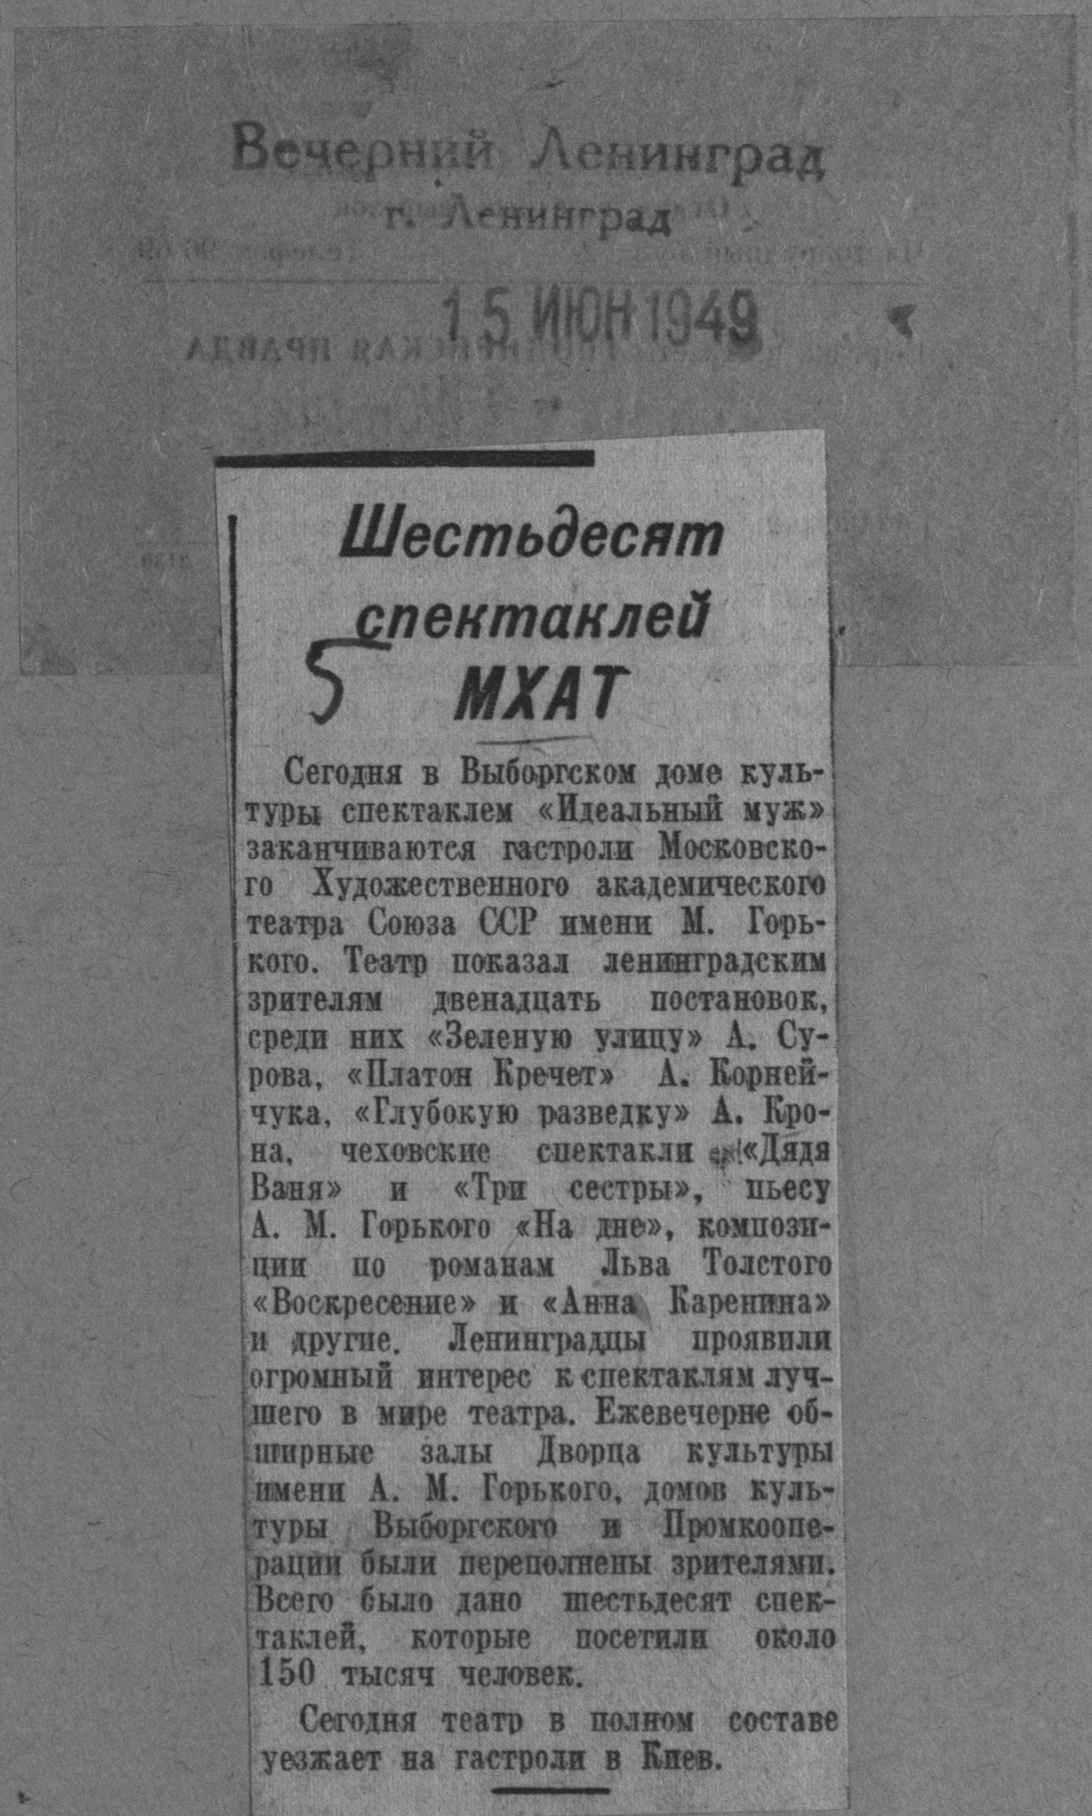 Вечерний Ленинград
г. Ленинград
15 ИЮН 1949
Шестьдесят
спектаклей
5 МХАТ
Сегодня в Выборгском доме куль-
туры спектаклем «Идеальный муж»
заканчиваются гастроли Московско-
го Художественного академического
театра Союза ССР имени М. Горь-
кого. Театр показал ленинградским
зрителям двенадцать постановок,
среди них «Зеленую улицу» А. Су-
рова, «Платон Кречет» А. Корней-
чука, «Глубокую разведку» А. Кро-
на, чеховские спектакли «Дядя
Ваня» и «Три сестры», пьесу
А. М. Горького «На дне», компози-
ции по романам Льва Толстого
«Воскресение» и «Анна Каренина»
и другие. Ленинградцы проявили
огромный интерес к спектаклям луч-
шего в мире театра. Ежевечерне об-
ширные залы Дворца культуры
имени А. М. Горького, домов куль-
туры Выборгского и Промкоопе-
рации были переполнены зрителями.
Всего было дано шестьдесят спек-
таклей, которые посетили около
150 тысяч человек.
Сегодня театр в полном составе
уезжает на гастроли в Киев.